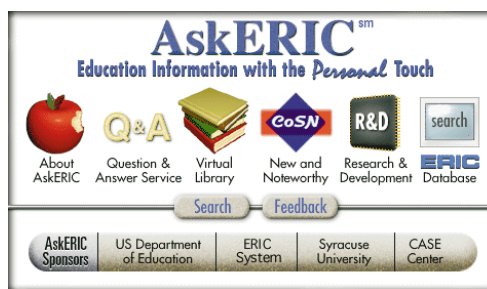 AskERIC sm
Education Information with the Personal Touch
Q&A
CoSN
R&D
search
About
AskERIC
Question &
Answer Service
Virtual
Library
New and
Noteworthy
Research &
Development
ERIC
Database
Search
Feedback
AskERIC
Sponsors
US Department
of Education
ERIC
System
Syracuse
University
CASE
Center